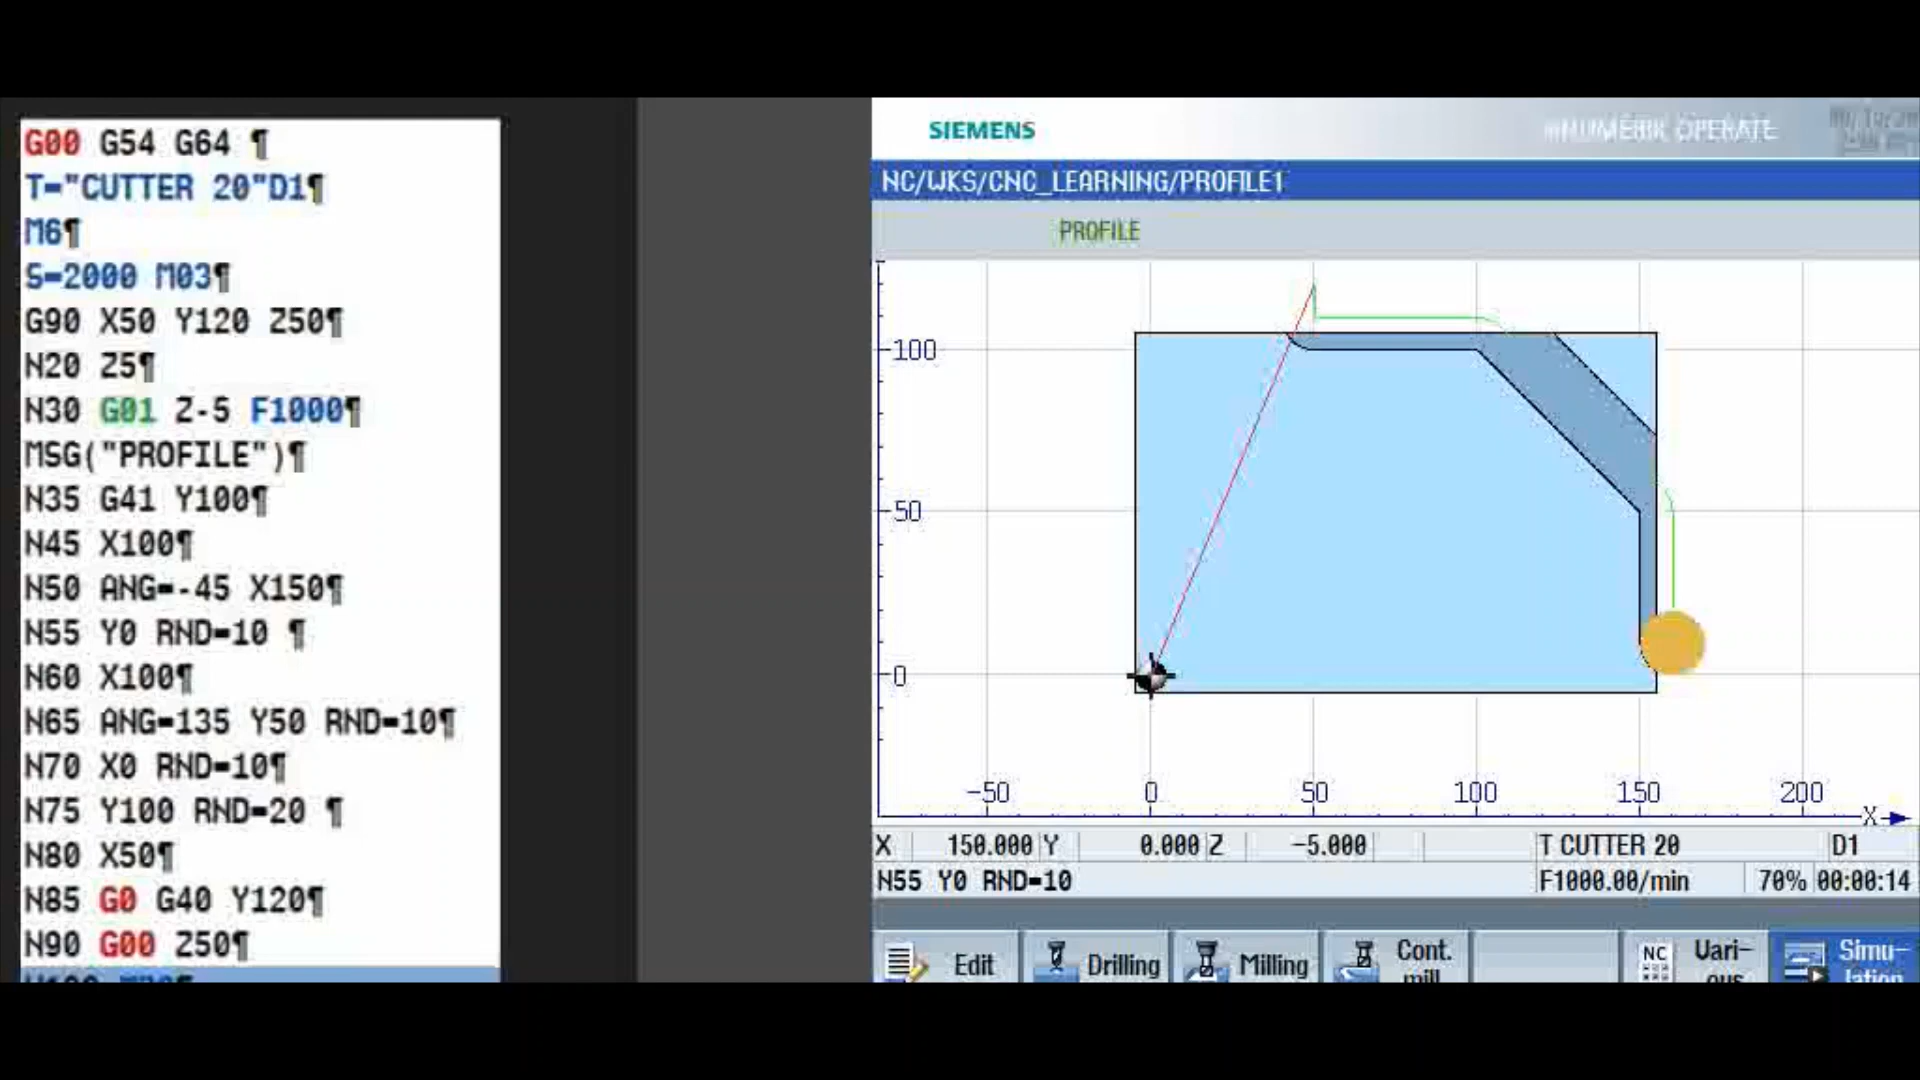 G00 G54 G64 ¶
T="CUTTER 20"D1¶
M6¶
S=2000 M03¶
G90 X50 Y120 Z50¶
N20 Z5¶
N30 G01 Z-5 F1000¶
MSG("PROFILE")¶
N35 G41 Y100¶
N45 X100¶
N50 ANG=-45 X150¶
N55 Y0 RND=10 ¶
N60 X100¶
N65 ANG=135 Y50 RND=10¶
N70 X0 RND=10¶
N75 Y100 RND=20 ¶
N80 X50¶
N85 G0 G40 Y120¶
N90 G00 Z50¶
SIEMENS
OPERATE
NC/WKS/CNC_LEARNING/PROFILE1
PROFILE
100
50
0
-50 0 50 100 150 200
X
X 150.000 Y 0.000 Z -5.000 T CUTTER 20 D1
N55 Y0 RND=10 F1000.00/min 70% 00:00:14
Edit Drilling Milling Cont. mill NC Vari- ous Simu- lation